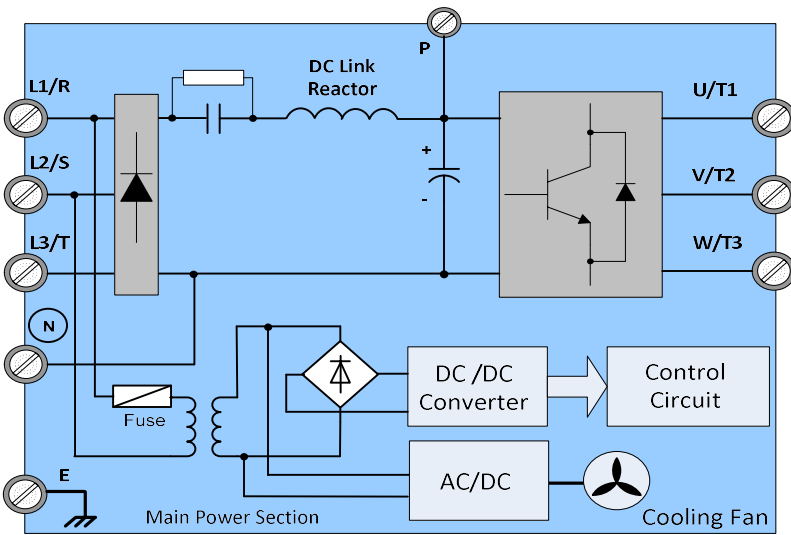 P
L1/R
DC Link
Reactor
U/T1
L2/S
+
-
V/T2
L3/T
W/T3
N
DC /DC
Converter
Control
Circuit
Fuse
E
AC/DC
Main Power Section
Cooling Fan